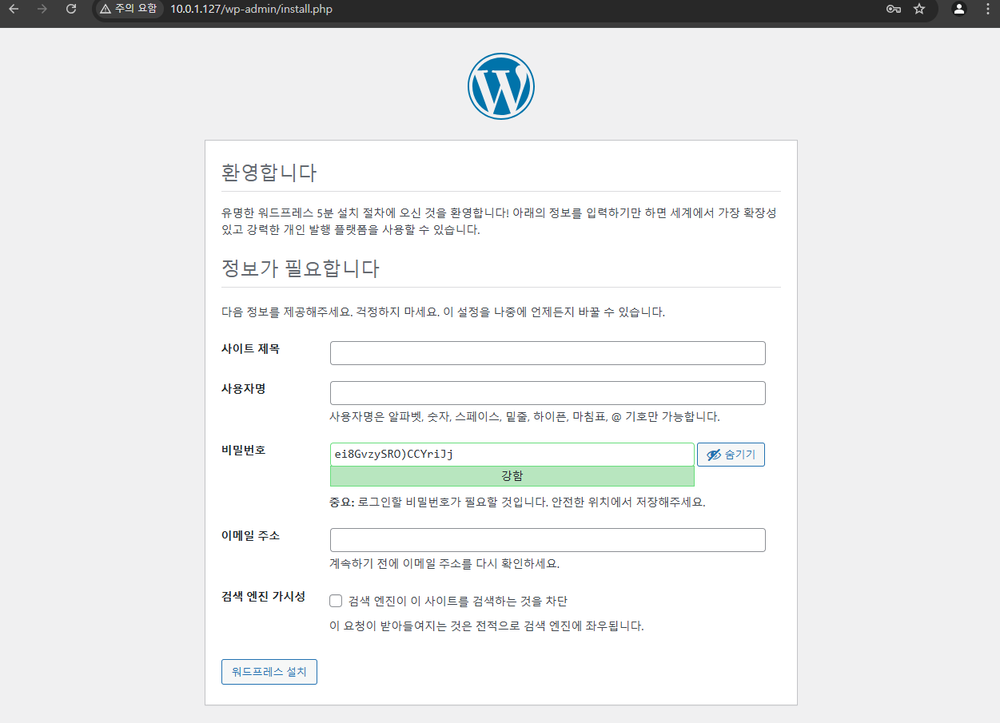 주의 요함 10.0.1.127/wp-admin/install.php
환영합니다
유명한 워드프레스 5분 설치 절차에 오신 것을 환영합니다! 아래의 정보를 입력하기만 하면 세계에서 가장 확장성
있고 강력한 개인 발행 플랫폼을 사용할 수 있습니다.
정보가 필요합니다
다음 정보를 제공해주세요. 걱정하지 마세요. 이 설정을 나중에 언제든지 바꿀 수 있습니다.
사이트 제목
사용자명
사용자명은 알파벳, 숫자, 스페이스, 밑줄, 하이픈, 마침표, @ 기호만 가능합니다.
비밀번호 ei8GvzySRO)CCYriJj 숨기기
강함
중요: 로그인할 비밀번호가 필요할 것입니다. 안전한 위치에서 저장해주세요.
이메일 주소
계속하기 전에 이메일 주소를 다시 확인하세요.
검색 엔진 가시성 검색 엔진이 이 사이트를 검색하는 것을 차단
이 요청이 받아들여지는 것은 전적으로 검색 엔진에 좌우됩니다.
워드프레스 설치